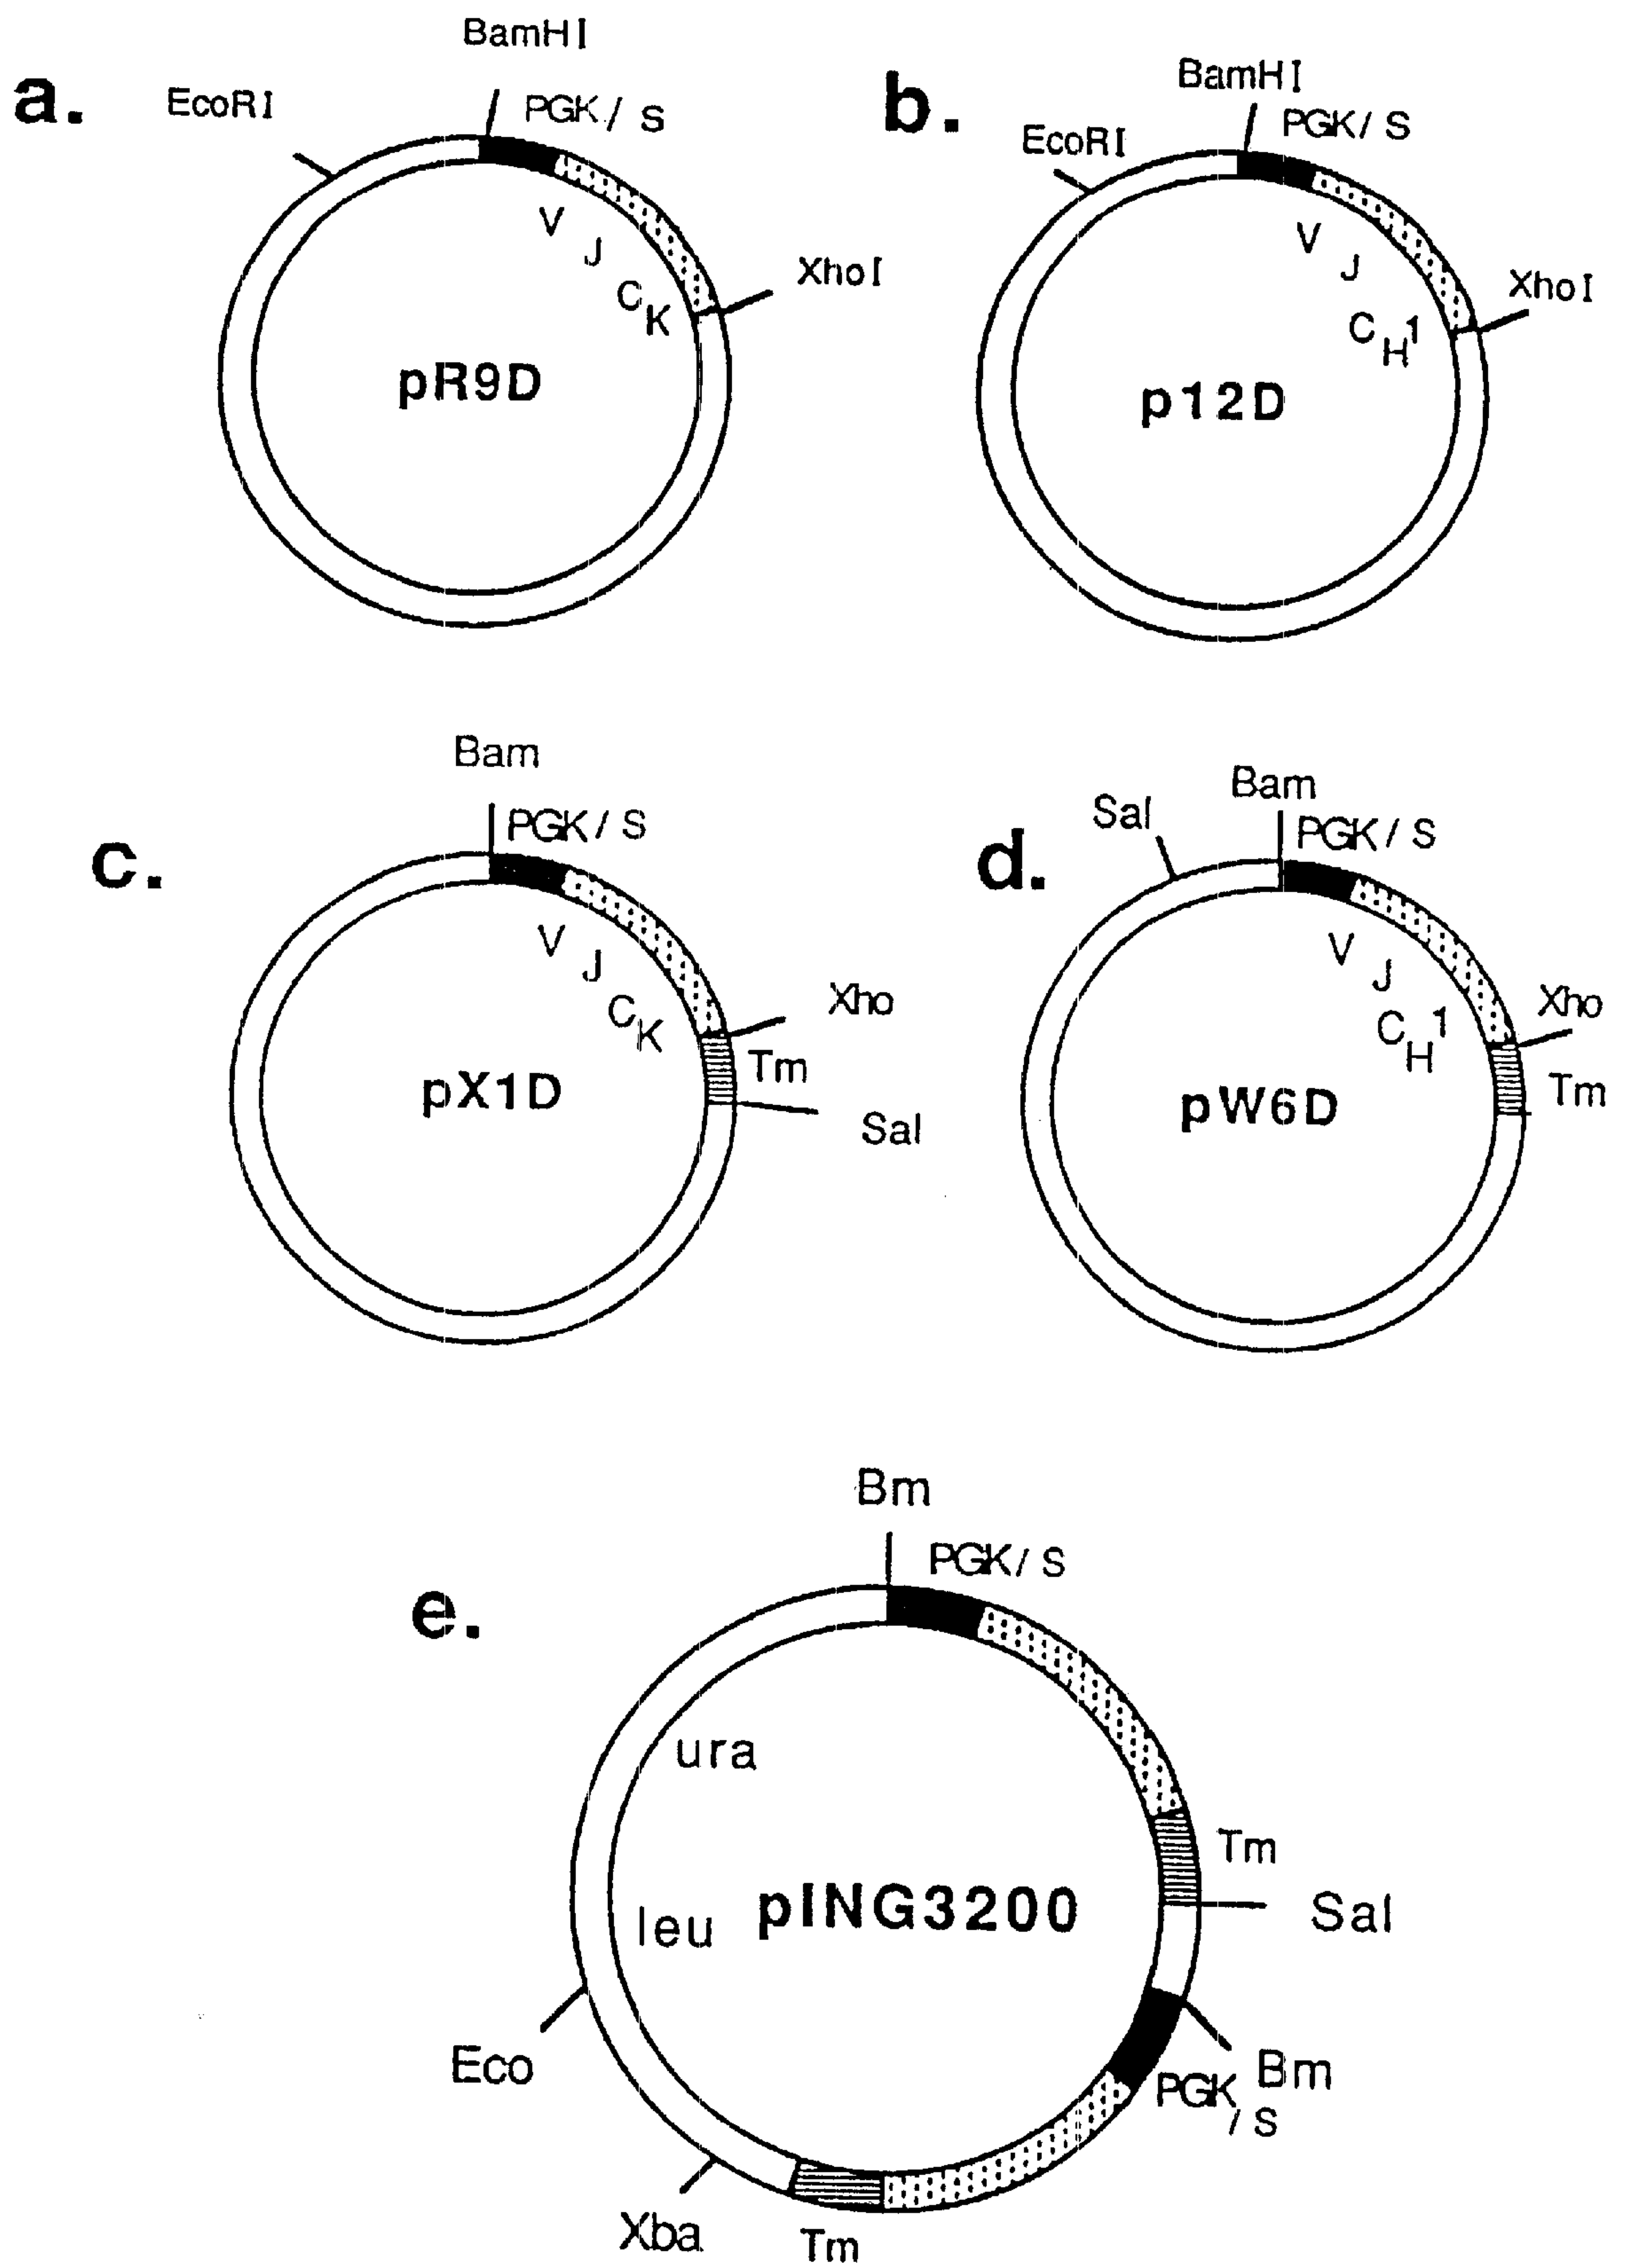 a.
BamHI
EcoRI
PGK/ S
XhoI
V
J
CK
pR9D
b.
BamHI
EcoRI
PGK/ S
XhoI
V
J
CH1
p12D
c.
Bam
PGK/ S
V
J
CK
Xho
Tm
Sal
pX1D
d.
Sal
Bam
PGK/ S
V
J
CH1
Xho
Tm
pW6D
e.
Bm
PGK/ S
ura
Tm
leu
pING3200
Sal
Eco
Bm
PGK
/ S
Xba
Tm